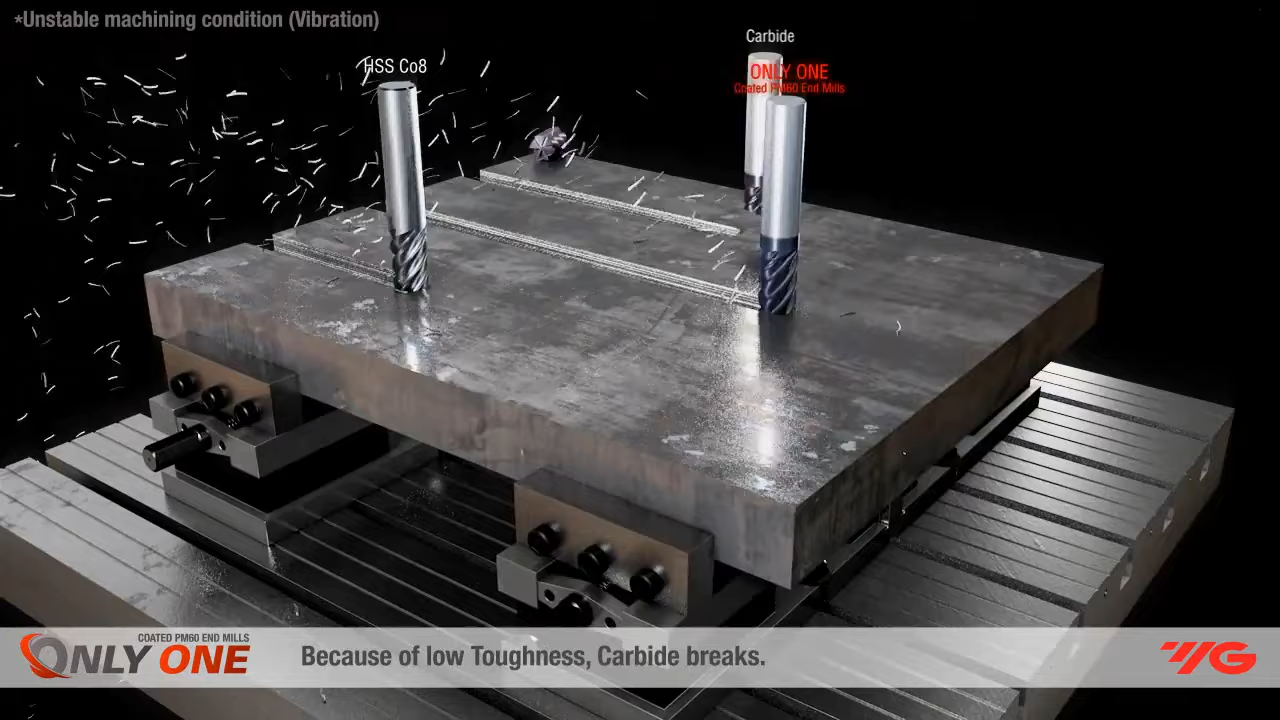 *Unstable machining condition (Vibration)
HSS Co8
Carbide
ONLY ONE
Coated PM60 End Mills
COATED PM60 END MILLS
ONLY ONE
Because of low Toughness, Carbide breaks.
YG